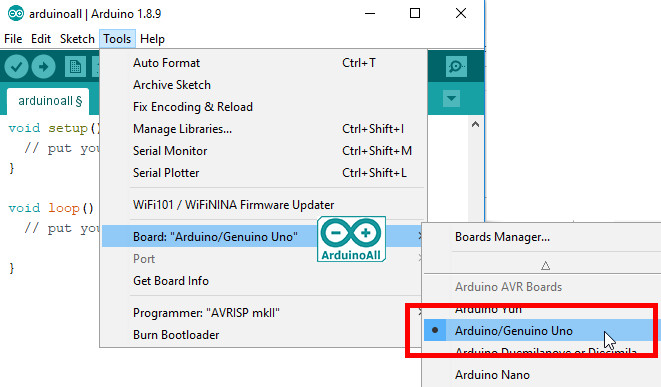 arduinoall | Arduino 1.8.9
File Edit Sketch Tools Help
Auto Format Ctrl+T
Archive Sketch
Fix Encoding & Reload
Manage Libraries... Ctrl+Shift+I
Serial Monitor Ctrl+Shift+M
Serial Plotter Ctrl+Shift+L
WiFi101 / WiFiNINA Firmware Updater
Board: "Arduino/Genuino Uno"
Port
Get Board Info
Programmer: "AVRISP mkII"
Burn Bootloader
arduinoall §
void setup()
// put you
}
void loop()
// put you
}
ArduinoAll
Boards Manager...
Arduino AVR Boards
Arduino Yún
Arduino/Genuino Uno
Arduino Duemilanove or Diecimila
Arduino Nano